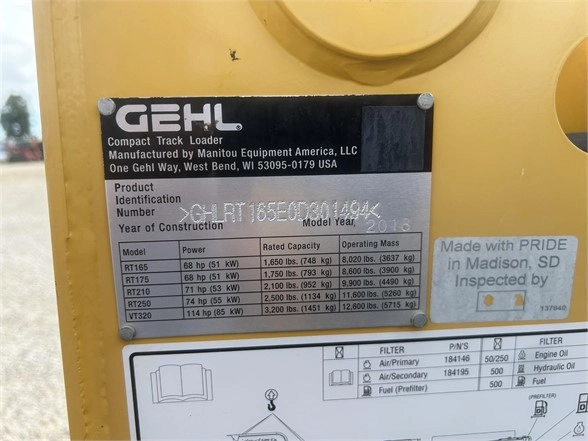 GEHL
Compact Track Loader
Manufactured by Manitou Equipment America, LLC
One Gehl Way, West Bend, WI 53095-0179 USA
Product
Identification
Number >GHLRT165E0D301494<
Year of Construction Model Year 2016
Model Power Rated Capacity Operating Mass
RT165 68 hp (51 kW) 1,650 lbs. (748 kg) 8,020 lbs. (3637 kg)
RT175 68 hp (51 kW) 1,750 lbs. (793 kg) 8,600 lbs. (3900 kg)
RT210 71 hp (53 kW) 2,100 lbs. (952 kg) 9,900 lbs. (4490 kg)
RT250 74 hp (55 kW) 2,500 lbs. (1134 kg) 11,600 lbs. (5260 kg)
VT320 114 hp (85 kW) 3,200 lbs. (1451 kg) 12,600 lbs. (5715 kg)
Made with PRIDE
in Madison, SD
Inspected by
137640
FILTER P/N'S FILTER
Air/Primary 184146 50/250 Engine Oil
Air/Secondary 184195 500 Hydraulic Oil
Fuel (Prefilter) 500 Fuel
(PREFILTER)